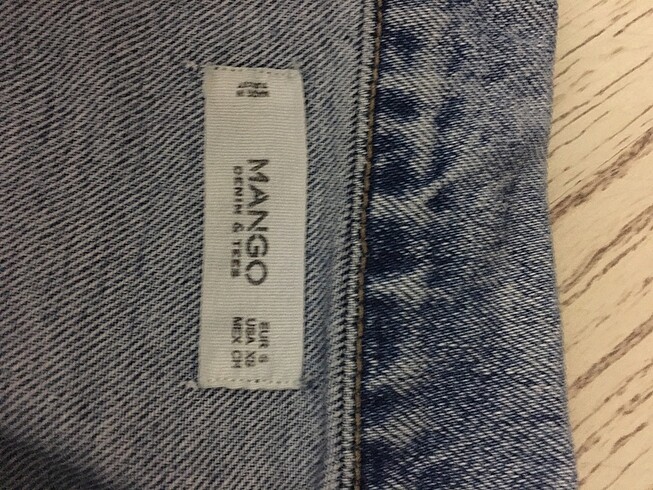 MANGO
DENIM & TEES
EUR S
USA XS
MEX CH